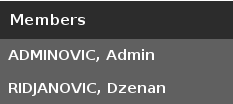 Members
ADMINOVIC, Admin
RIDJANOVIC, Dzenan